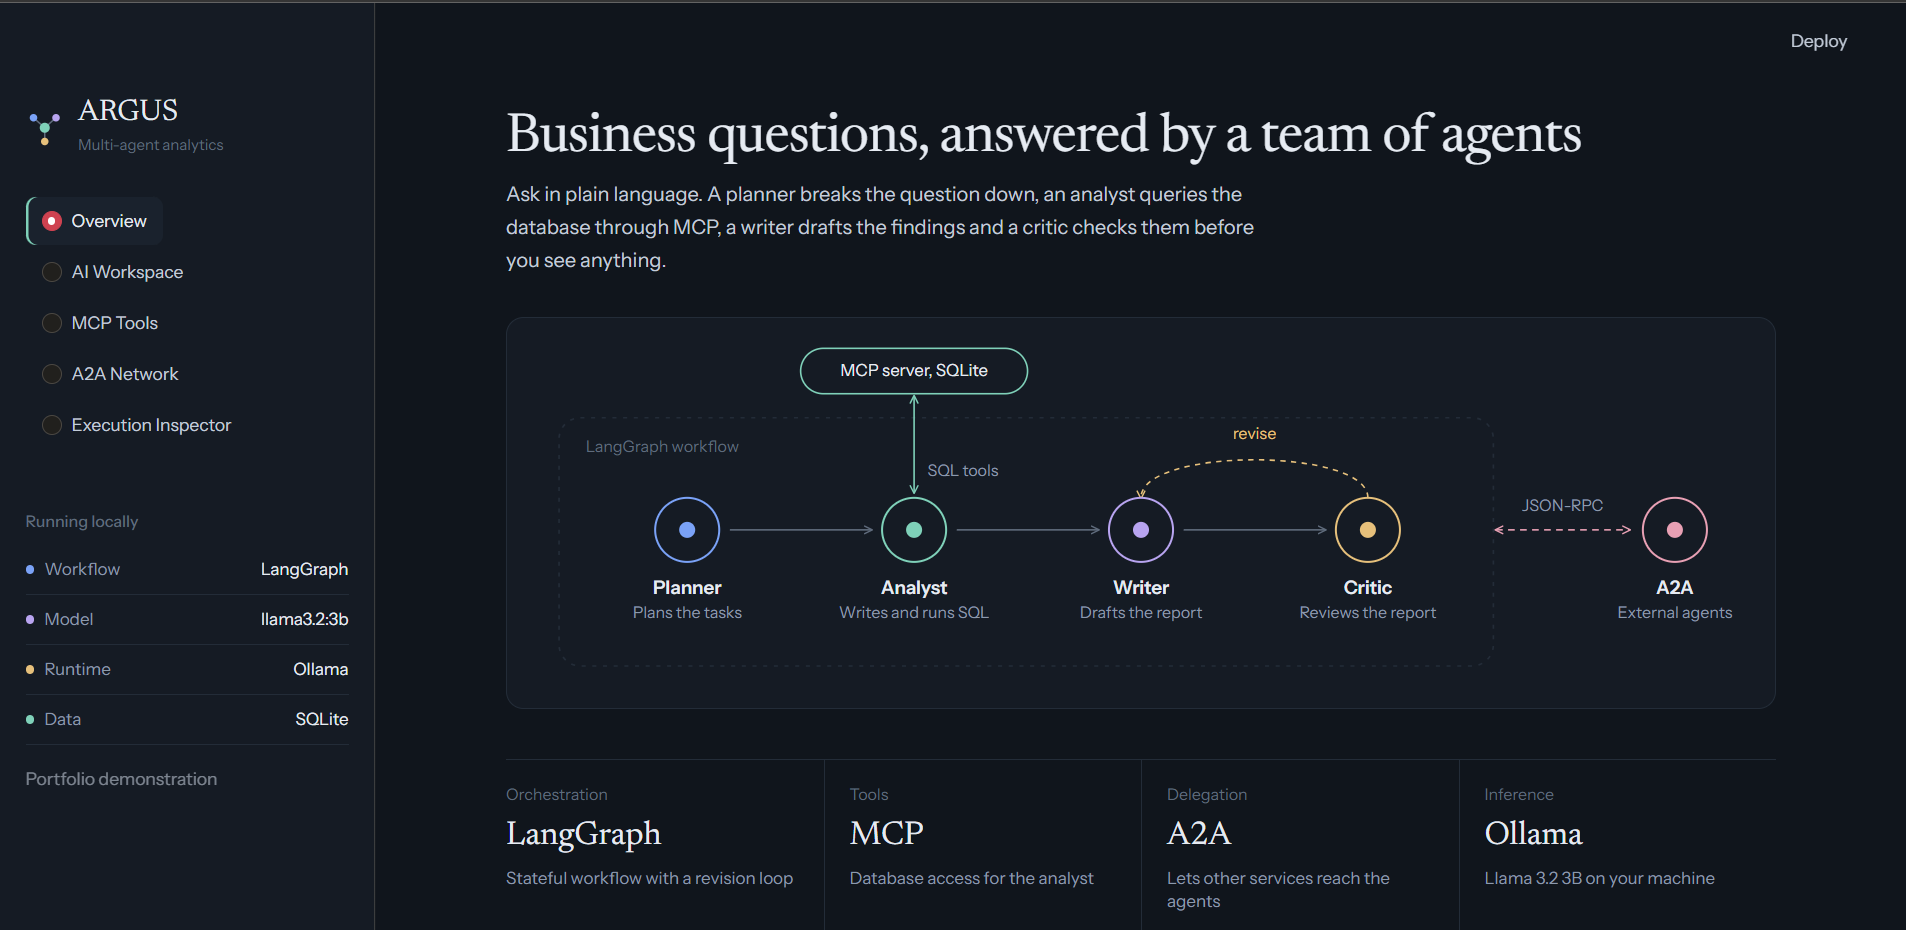 Deploy
ARGUS
Multi-agent analytics
Overview
AI Workspace
MCP Tools
A2A Network
Execution Inspector
Running locally
Workflow LangGraph
Model llama3.2:3b
Runtime Ollama
Data SQLite
Portfolio demonstration
Business questions, answered by a team of agents
Ask in plain language. A planner breaks the question down, an analyst queries the
database through MCP, a writer drafts the findings and a critic checks them before
you see anything.
MCP server, SQLite
LangGraph workflow
revise
SQL tools
JSON-RPC
Planner
Plans the tasks
Analyst
Writes and runs SQL
Writer
Drafts the report
Critic
Reviews the report
A2A
External agents
Orchestration
LangGraph
Stateful workflow with a revision loop
Tools
MCP
Database access for the analyst
Delegation
A2A
Lets other services reach the
agents
Inference
Ollama
Llama 3.2 3B on your machine